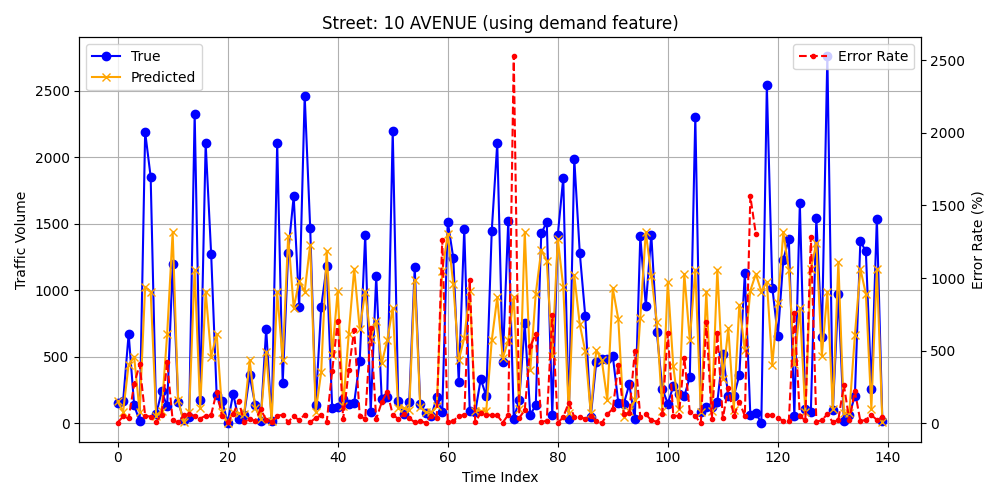 Street: 10 AVENUE (using demand feature)
True
Predicted
Error Rate
Traffic Volume
0
500
1000
1500
2000
2500
Error Rate (%)
0
500
1000
1500
2000
2500
0 20 40 60 80 100 120 140
Time Index